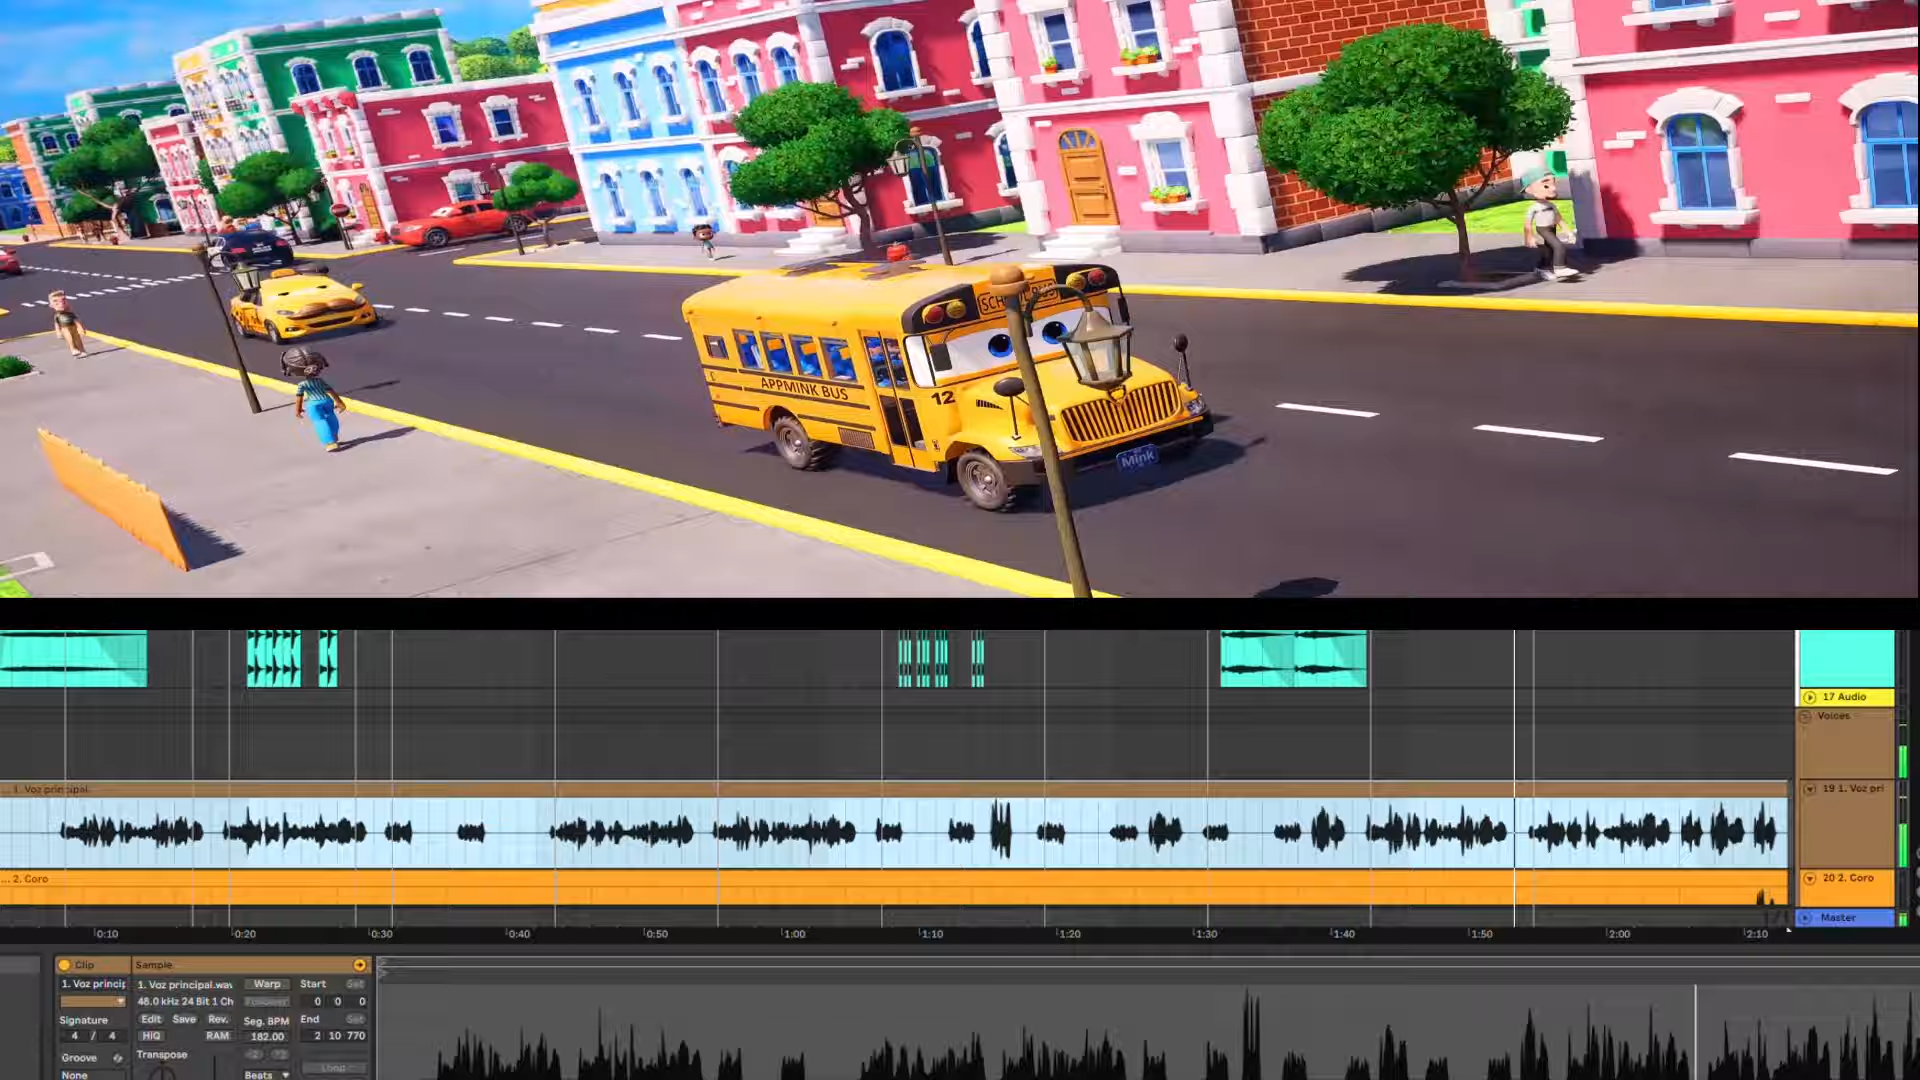 SCHOOL BUS
APPMINK BUS
12
Mink
17 Audio
Voices
1. Voz principal
19 1. Voz pri
... 2. Coro
20 2. Coro
Master
0:10 0:20 0:30 0:40 0:50 1:00 1:10 1:20 1:30 1:40 1:50 2:00 2:10
Clip Sample
1. Voz princip 1. Voz principal.wav Warp Start Set
48.0 kHz 24 Bit 1 Ch Follower 0 0 0
Signature Edit Save Rev. Seg. BPM End Set
4 / 4 HiQ RAM 182.00 2 10 770
Groove Transpose Loop
None Beats